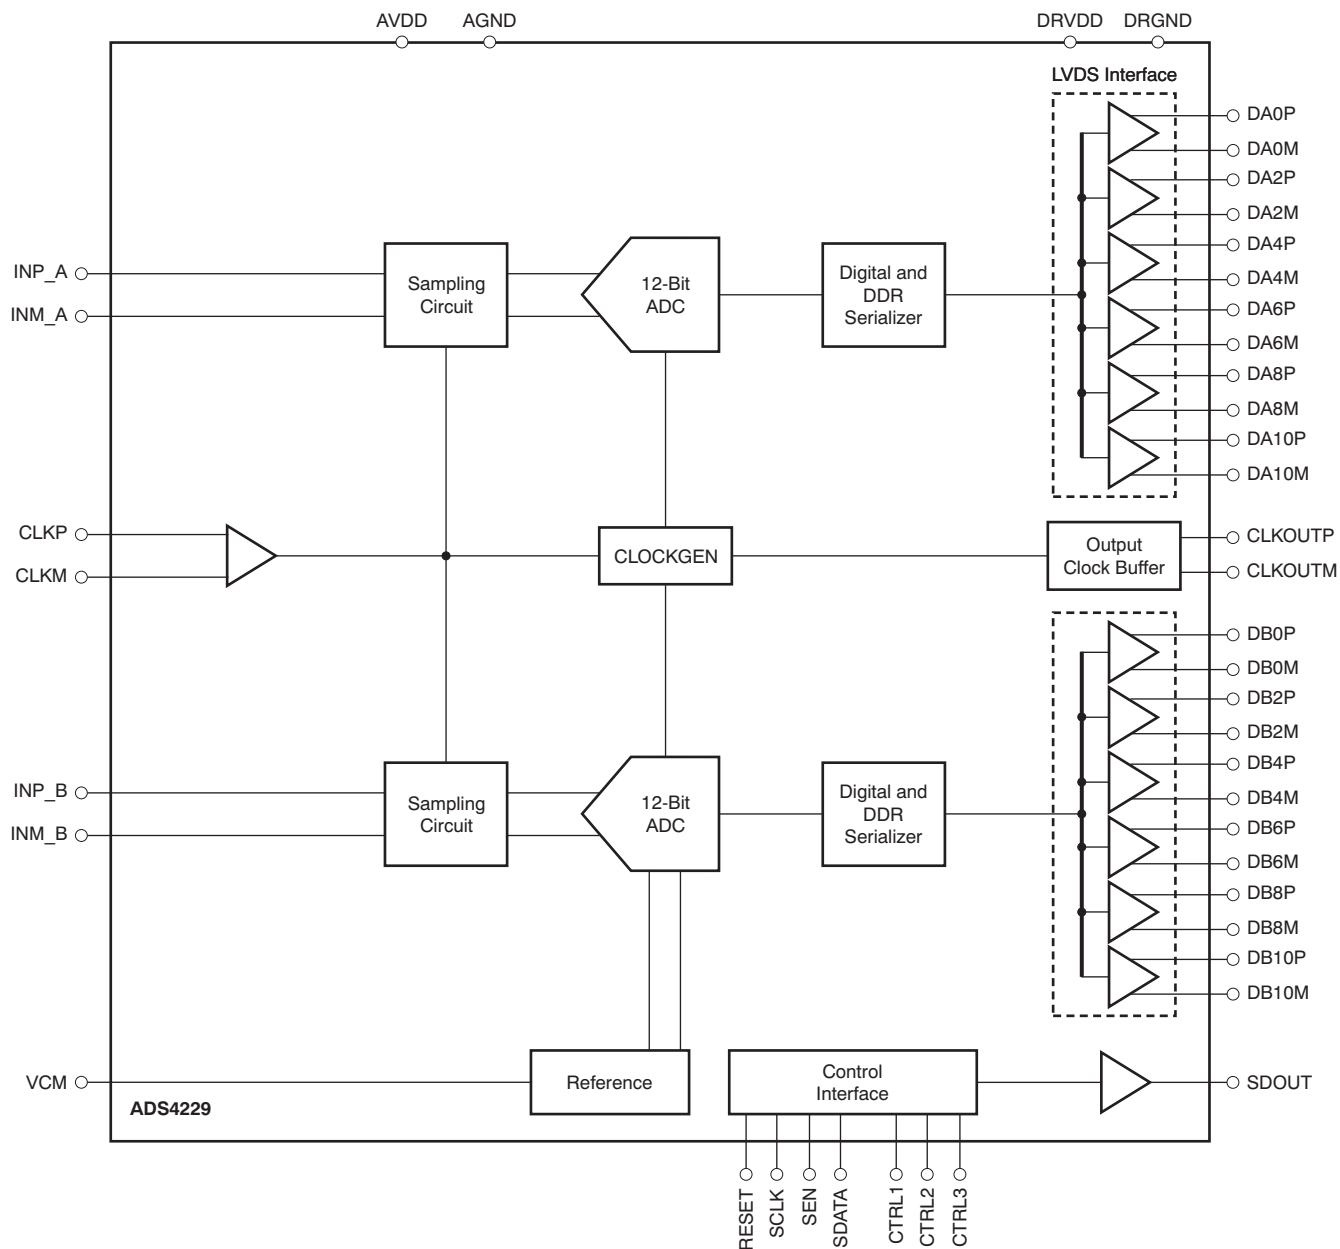 AVDD
AGND
DRVDD
DRGND
LVDS Interface
DA0P
DA0M
DA2P
DA2M
DA4P
DA4M
DA6P
DA6M
DA8P
DA8M
DA10P
DA10M
INP_A
INM_A
Sampling
Circuit
12-Bit
ADC
Digital and
DDR
Serializer
CLKP
CLKM
CLOCKGEN
Output
Clock Buffer
CLKOUTP
CLKOUTM
DB0P
DB0M
DB2P
DB2M
DB4P
DB4M
DB6P
DB6M
DB8P
DB8M
DB10P
DB10M
INP_B
INM_B
Sampling
Circuit
12-Bit
ADC
Digital and
DDR
Serializer
VCM
Reference
Control
Interface
SDOUT
ADS4229
RESET
SCLK
SEN
SDATA
CTRL1
CTRL2
CTRL3